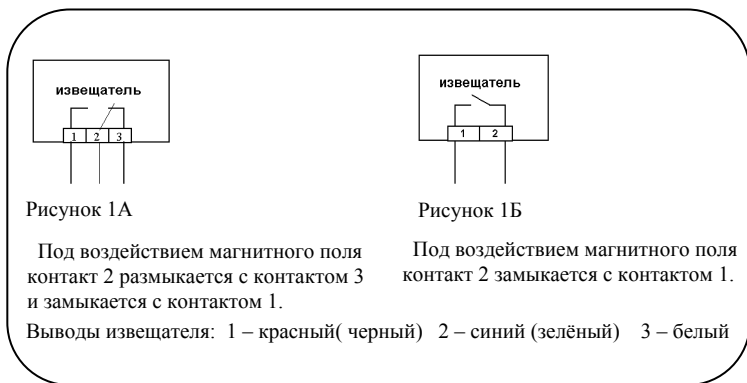 извещатель
1 2 3
Рисунок 1А
Под воздействием магнитного поля
контакт 2 размыкается с контактом 3
и замыкается с контактом 1.
извещатель
1 2
Рисунок 1Б
Под воздействием магнитного поля
контакт 2 замыкается с контактом 1.
Выводы извещателя: 1 – красный( черный) 2 – синий (зелёный) 3 – белый